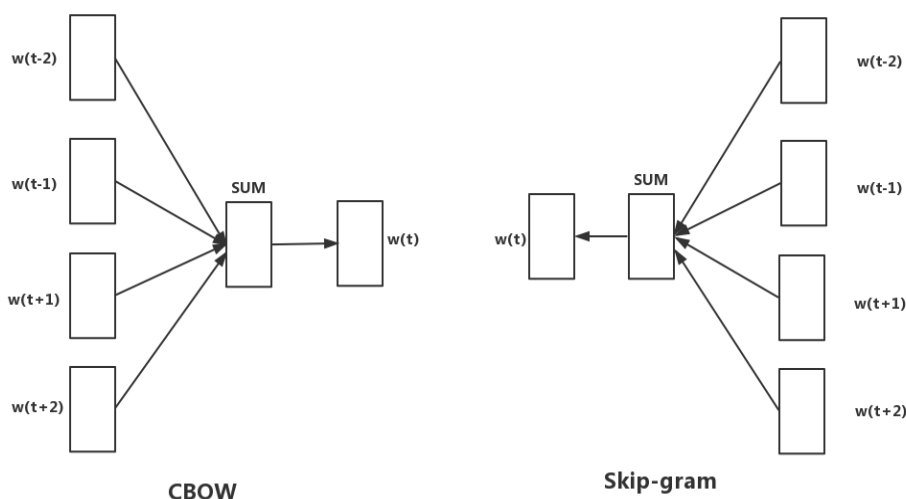 w(t-2)
w(t-1)
w(t+1)
w(t+2)
SUM
w(t)
CBOW
w(t)
SUM
w(t-2)
w(t-1)
w(t+1)
w(t+2)
Skip-gram